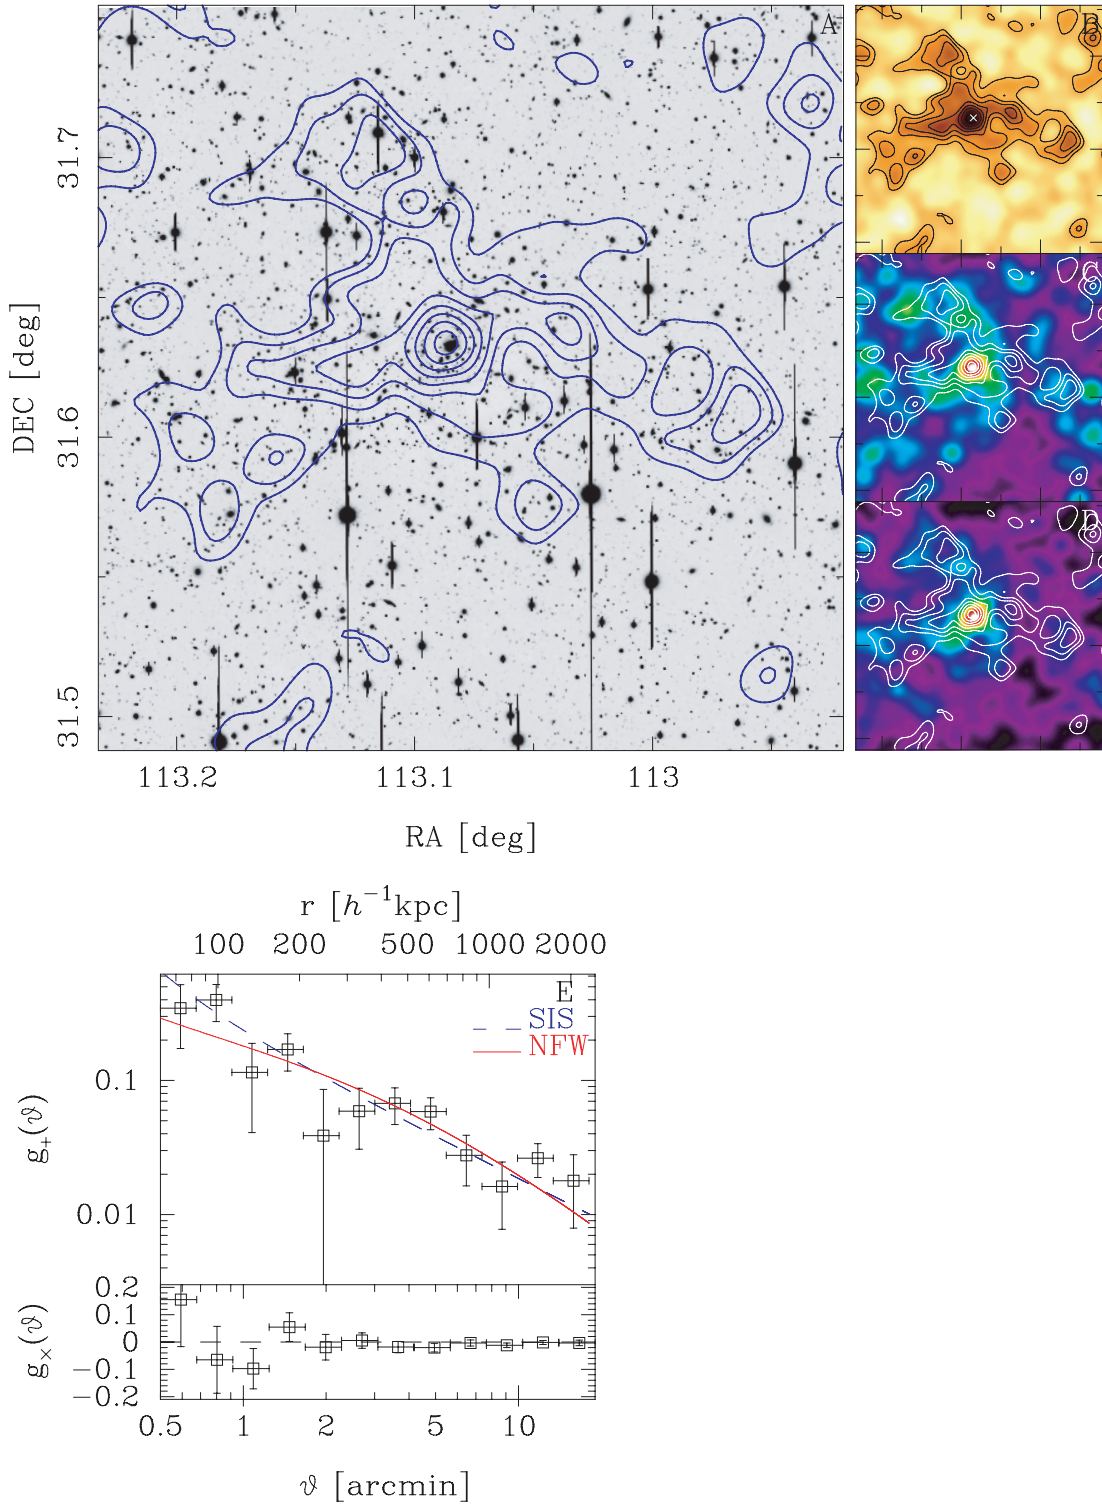 A
B
C
D
31.7
31.6
31.5
DEC [deg]
113.2 113.1 113
RA [deg]
r [h⁻¹kpc]
100 200 500 1000 2000
E
SIS
NFW
0.1
0.01
g₊(ϑ)
0.2
0.1
0
−0.1
−0.2
g×(ϑ)
0.5 1 2 5 10
ϑ [arcmin]